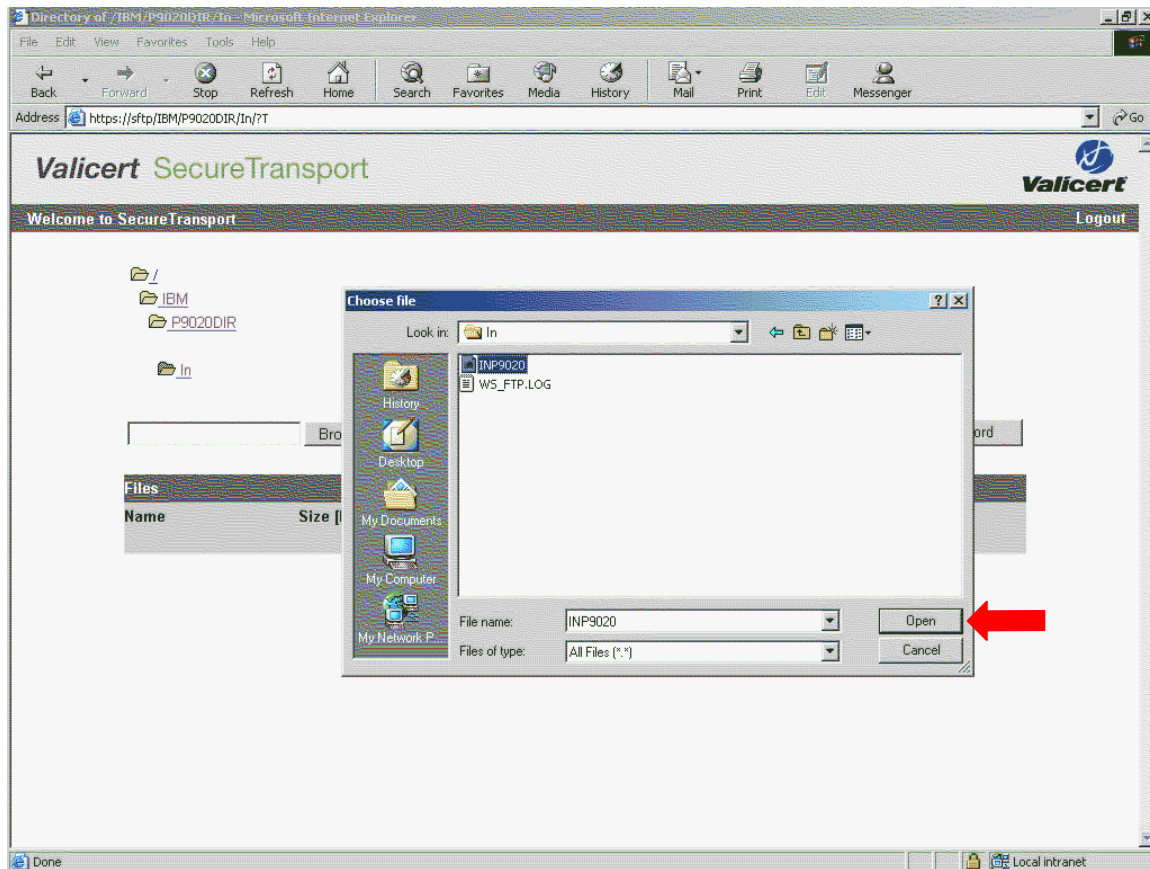 Directory of /IBM/P9020DIR/In - Microsoft Internet Explorer
File Edit View Favorites Tools Help
Back Forward Stop Refresh Home Search Favorites Media History Mail Print Edit Messenger
Address https://sftp/IBM/P9020DIR/In/?T Go
Valicert SecureTransport
Valicert
Welcome to SecureTransport Logout
/
IBM
P9020DIR
In
Bro
ord
Files
Name Size [
Choose file
Look in: In
INP9020
WS_FTP.LOG
History
Desktop
My Documents
My Computer
My Network P...
File name: INP9020 Open
Files of type: All Files (*.*) Cancel
Done Local intranet